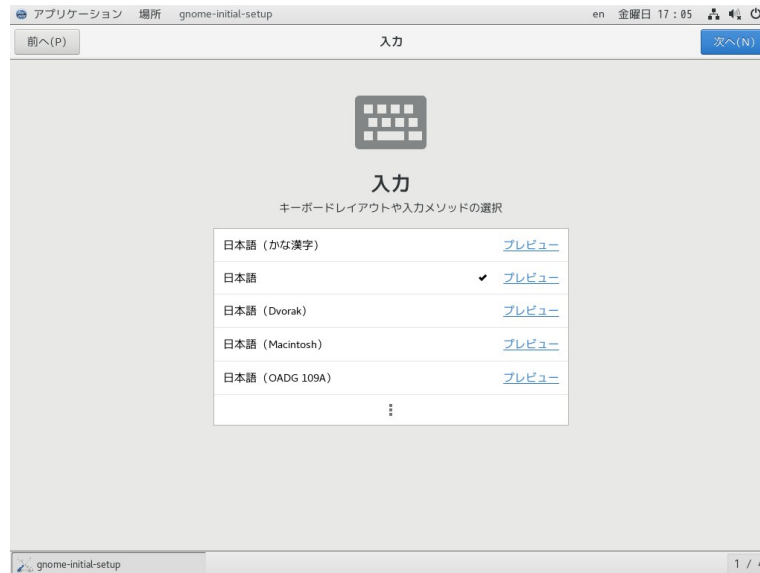 アプリケーション 場所 gnome-initial-setup en 金曜日 17:05
前へ(P) 入力 次へ(N)
入力
キーボードレイアウトや入力メソッドの選択
日本語 (かな漢字) プレビュー
日本語 ✔ プレビュー
日本語 (Dvorak) プレビュー
日本語 (Macintosh) プレビュー
日本語 (OADG 109A) プレビュー
gnome-initial-setup 1 /